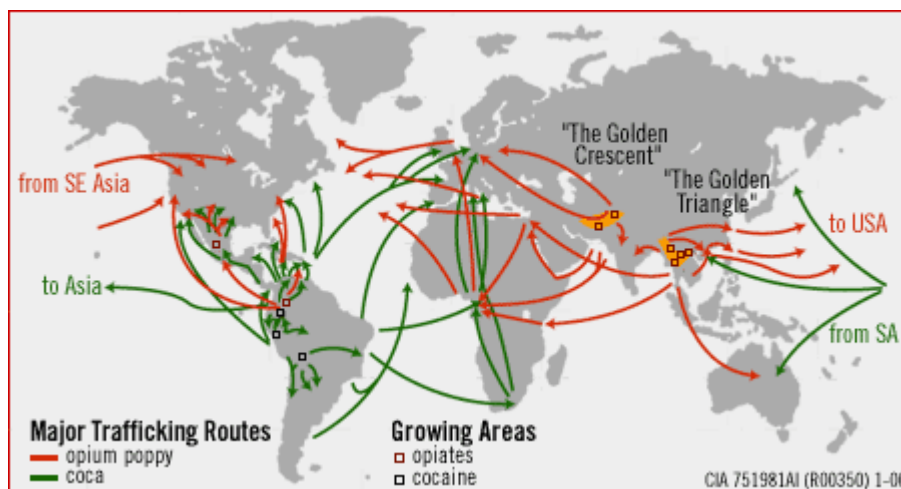 "The Golden
Crescent"
"The Golden
Triangle"
from SE Asia
to USA
to Asia
from SA
Major Trafficking Routes
opium poppy
coca
Growing Areas
opiates
cocaine
CIA 751981AI (R00350) 1-00